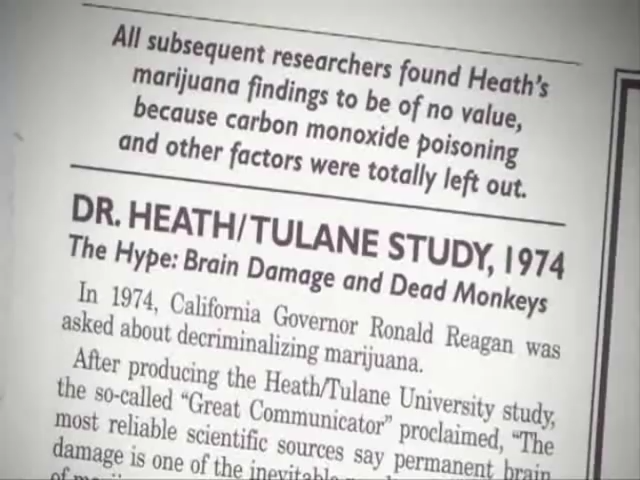 All subsequent researchers found Heath's
marijuana findings to be of no value,
because carbon monoxide poisoning
and other factors were totally left out.
DR. HEATH/TULANE STUDY, 1974
The Hype: Brain Damage and Dead Monkeys
In 1974, California Governor Ronald Reagan was
asked about decriminalizing marijuana.
After producing the Heath/Tulane University study,
the so-called "Great Communicator" proclaimed, "The
most reliable scientific sources say permanent brain
damage is one of the inevitable
of